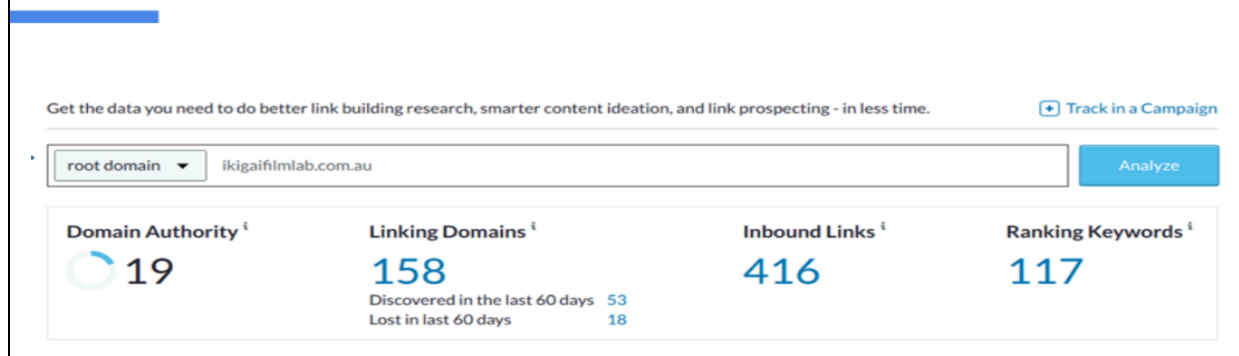 Get the data you need to do better link building research, smarter content ideation, and link prospecting - in less time.
Track in a Campaign
root domain
ikigaifilmlab.com.au
Analyze
Domain Authority i
19
Linking Domains i
158
Discovered in the last 60 days 53
Lost in last 60 days 18
Inbound Links i
416
Ranking Keywords i
117